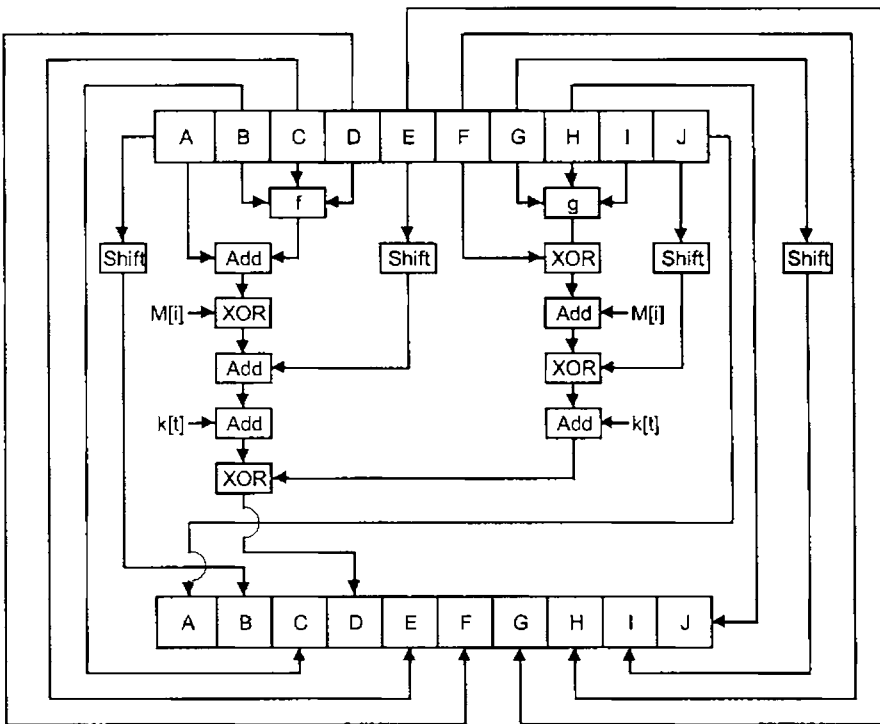 A B C D E F G H I J
f g
Shift Add Shift XOR Shift Shift
M[i] XOR Add M[i]
Add XOR
k[t] Add Add k[t]
XOR
A B C D E F G H I J